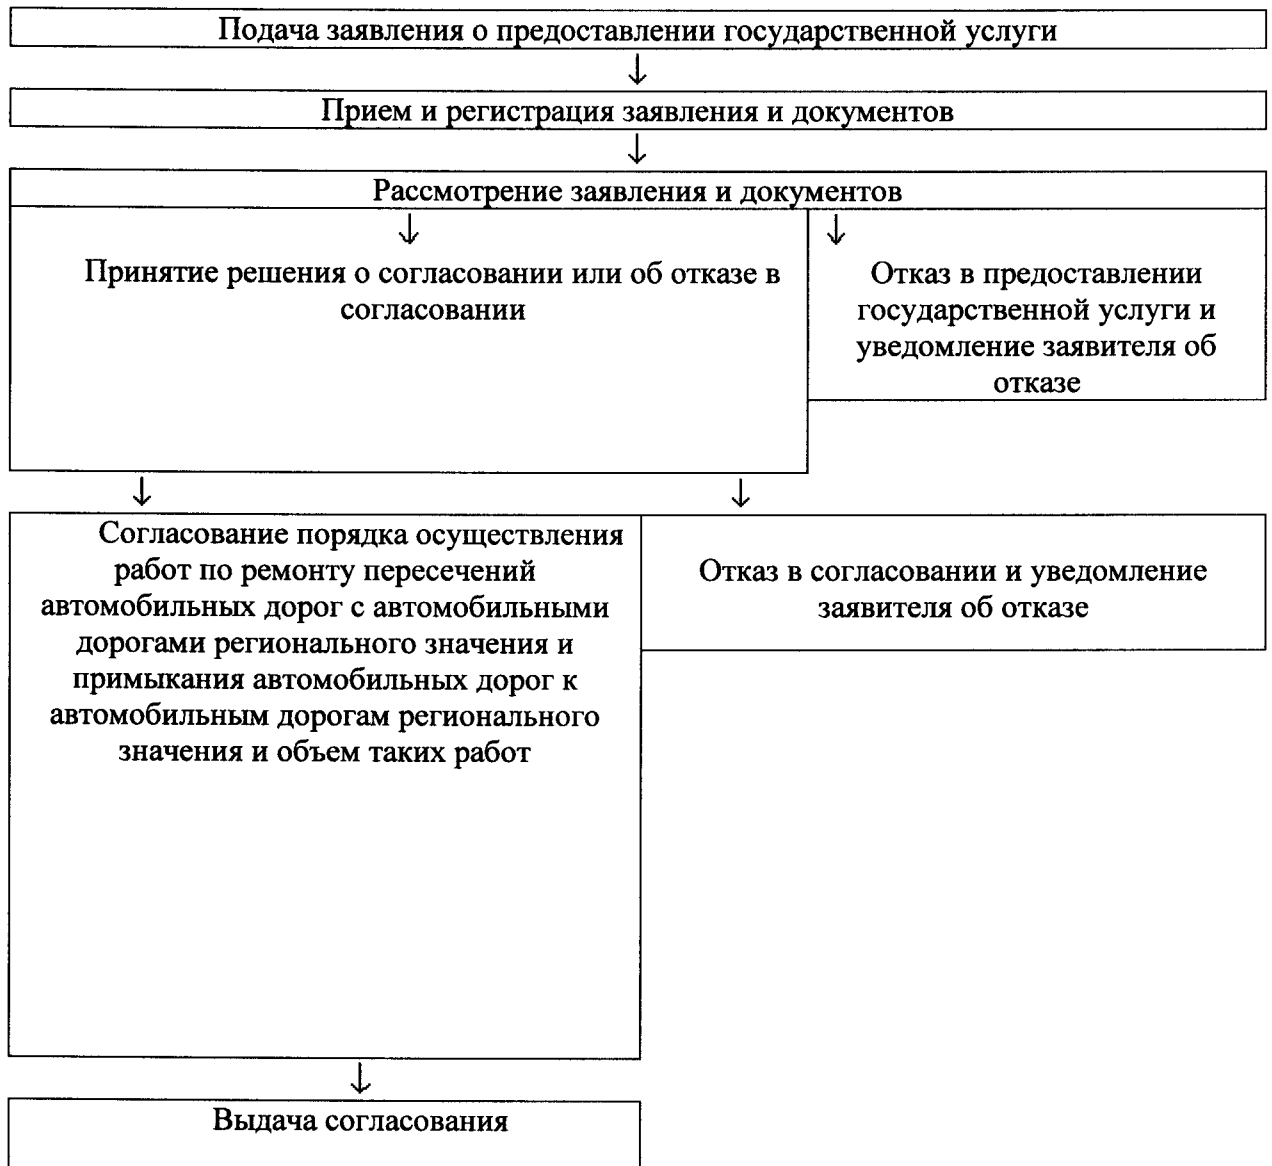 Подача заявления о предоставлении государственной услуги
↓
Прием и регистрация заявления и документов
↓
Рассмотрение заявления и документов
↓
Принятие решения о согласовании или об отказе в
согласовании
↓
Отказ в предоставлении
государственной услуги и
уведомление заявителя об
отказе
↓
Согласование порядка осуществления
работ по ремонту пересечений
автомобильных дорог с автомобильными
дорогами регионального значения и
примыкания автомобильных дорог к
автомобильным дорогам регионального
значения и объем таких работ
↓
Отказ в согласовании и уведомление
заявителя об отказе
↓
Выдача согласования